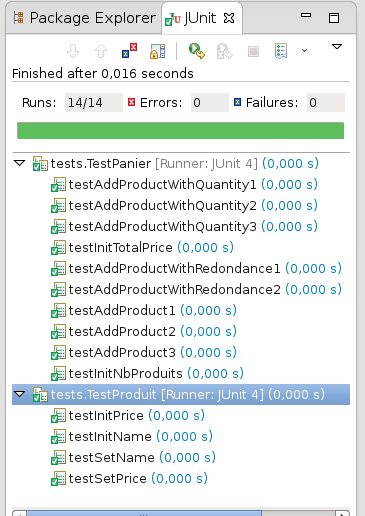 Package Explorer JUnit
Finished after 0,016 seconds
Runs: 14/14 Errors: 0 Failures: 0
tests.TestPanier [Runner: JUnit 4] (0,000 s)
testAddProductWithQuantity1 (0,000 s)
testAddProductWithQuantity2 (0,000 s)
testAddProductWithQuantity3 (0,000 s)
testInitTotalPrice (0,000 s)
testAddProductWithRedondance1 (0,000 s)
testAddProductWithRedondance2 (0,000 s)
testAddProduct1 (0,000 s)
testAddProduct2 (0,000 s)
testAddProduct3 (0,000 s)
testInitNbProduits (0,000 s)
tests.TestProduit [Runner: JUnit 4] (0,000 s)
testInitPrice (0,000 s)
testInitName (0,000 s)
testSetName (0,000 s)
testSetPrice (0,000 s)